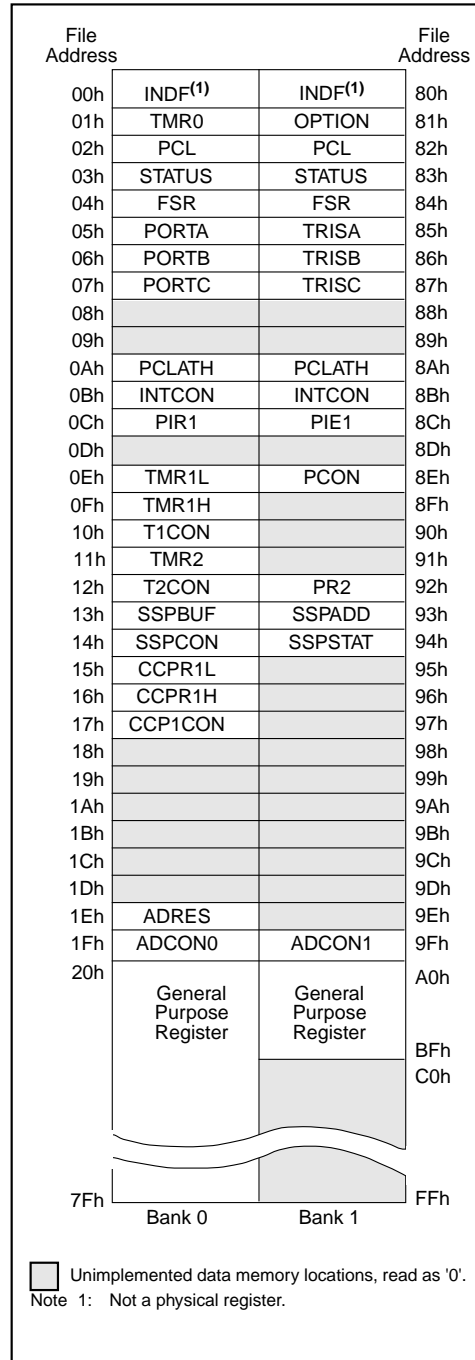 File Address File Address
00h INDF(1) INDF(1) 80h
01h TMR0 OPTION 81h
02h PCL PCL 82h
03h STATUS STATUS 83h
04h FSR FSR 84h
05h PORTA TRISA 85h
06h PORTB TRISB 86h
07h PORTC TRISC 87h
08h 88h
09h 89h
0Ah PCLATH PCLATH 8Ah
0Bh INTCON INTCON 8Bh
0Ch PIR1 PIE1 8Ch
0Dh 8Dh
0Eh TMR1L PCON 8Eh
0Fh TMR1H 8Fh
10h T1CON 90h
11h TMR2 91h
12h T2CON PR2 92h
13h SSPBUF SSPADD 93h
14h SSPCON SSPSTAT 94h
15h CCPR1L 95h
16h CCPR1H 96h
17h CCP1CON 97h
18h 98h
19h 99h
1Ah 9Ah
1Bh 9Bh
1Ch 9Ch
1Dh 9Dh
1Eh ADRES 9Eh
1Fh ADCON0 ADCON1 9Fh
20h A0h
General General
Purpose Purpose
Register Register
BFh
C0h
7Fh FFh
Bank 0 Bank 1
Unimplemented data memory locations, read as '0'.
Note 1: Not a physical register.